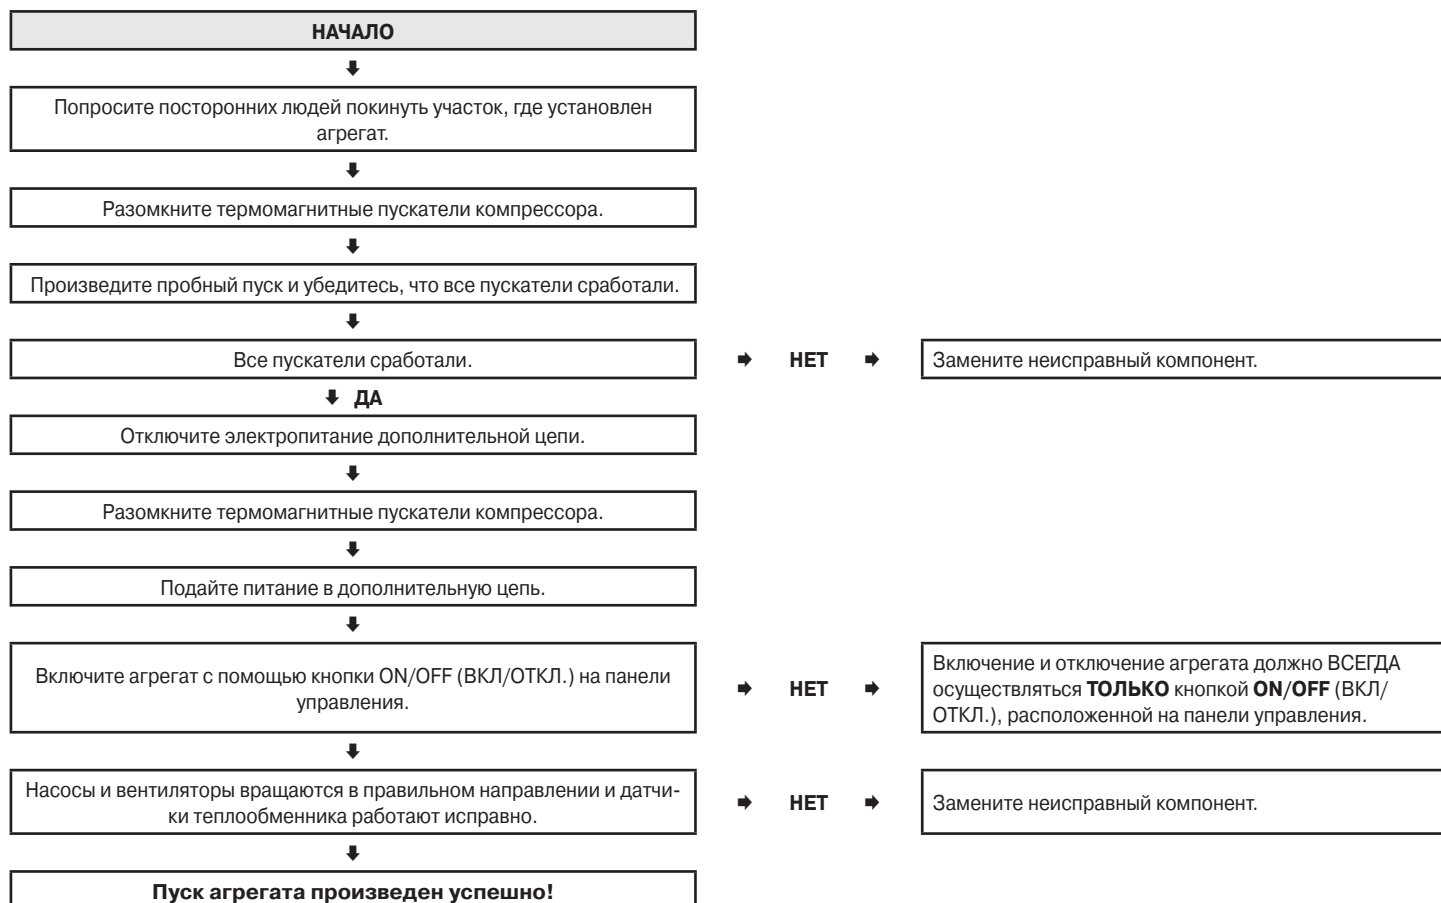 НАЧАЛО
Попросите посторонних людей покинуть участок, где установлен
агрегат.
Разомкните термомагнитные пускатели компрессора.
Произведите пробный пуск и убедитесь, что все пускатели сработали.
Все пускатели сработали.
НЕТ
Замените неисправный компонент.
ДА
Отключите электропитание дополнительной цепи.
Разомкните термомагнитные пускатели компрессора.
Подайте питание в дополнительную цепь.
Включите агрегат с помощью кнопки ON/OFF (ВКЛ/ОТКЛ.) на панели
управления.
НЕТ
Включение и отключение агрегата должно ВСЕГДА
осуществляться ТОЛЬКО кнопкой ON/OFF (ВКЛ/
ОТКЛ.), расположенной на панели управления.
Насосы и вентиляторы вращаются в правильном направлении и датчи-
ки теплообменника работают исправно.
НЕТ
Замените неисправный компонент.
Пуск агрегата произведен успешно!